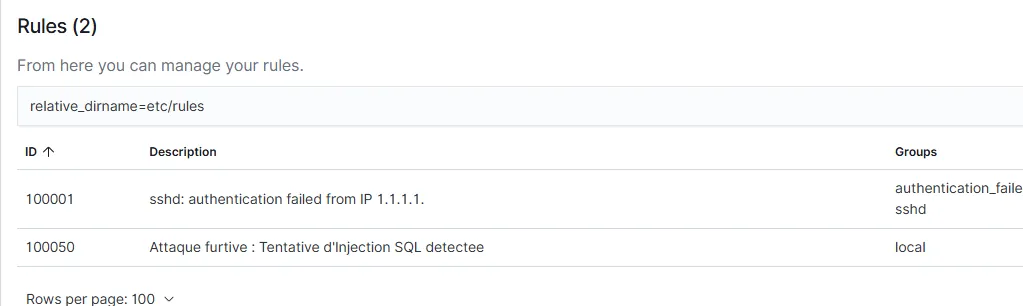 Rules (2)
From here you can manage your rules.
relative_dirname=etc/rules
ID Description Groups
100001 sshd: authentication failed from IP 1.1.1.1. authentication_faile
sshd
100050 Attaque furtive : Tentative d'Injection SQL detectee local
Rows per page: 100